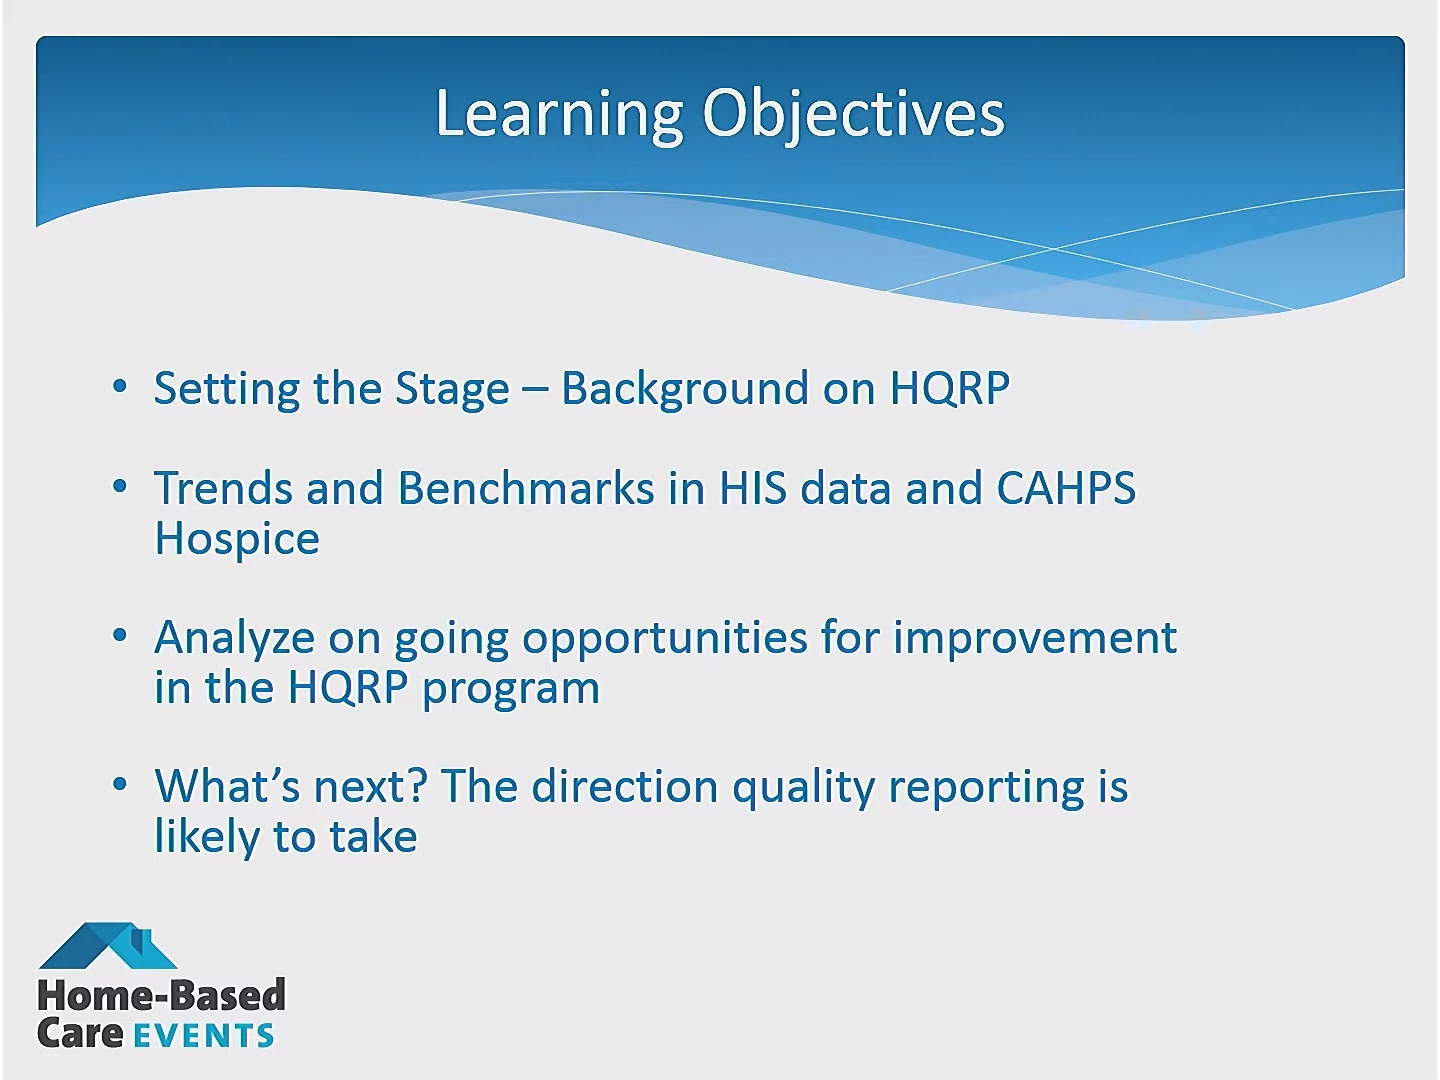 Learning Objectives
• Setting the Stage – Background on HQRP
• Trends and Benchmarks in HIS data and CAHPS
Hospice
• Analyze on going opportunities for improvement
in the HQRP program
• What’s next? The direction quality reporting is
likely to take
Home-Based
Care EVENTS